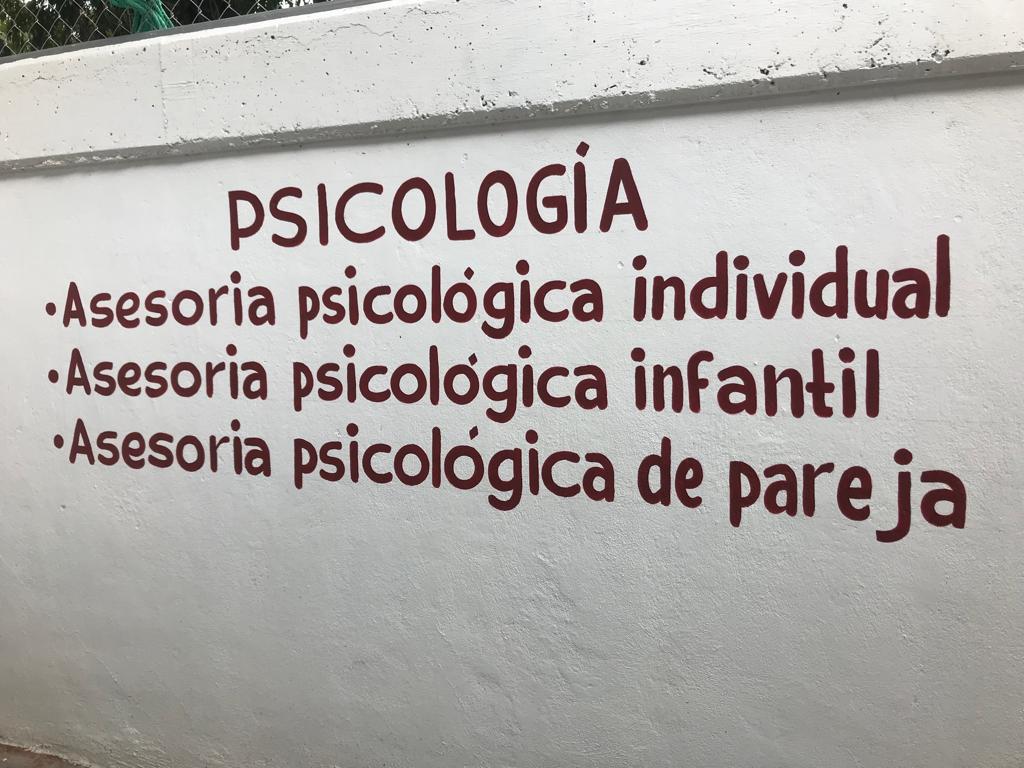 PSICOLOGÍA
•Asesoria psicológica individual
•Asesoria psicológica infantil
•Asesoria psicológica de pareja